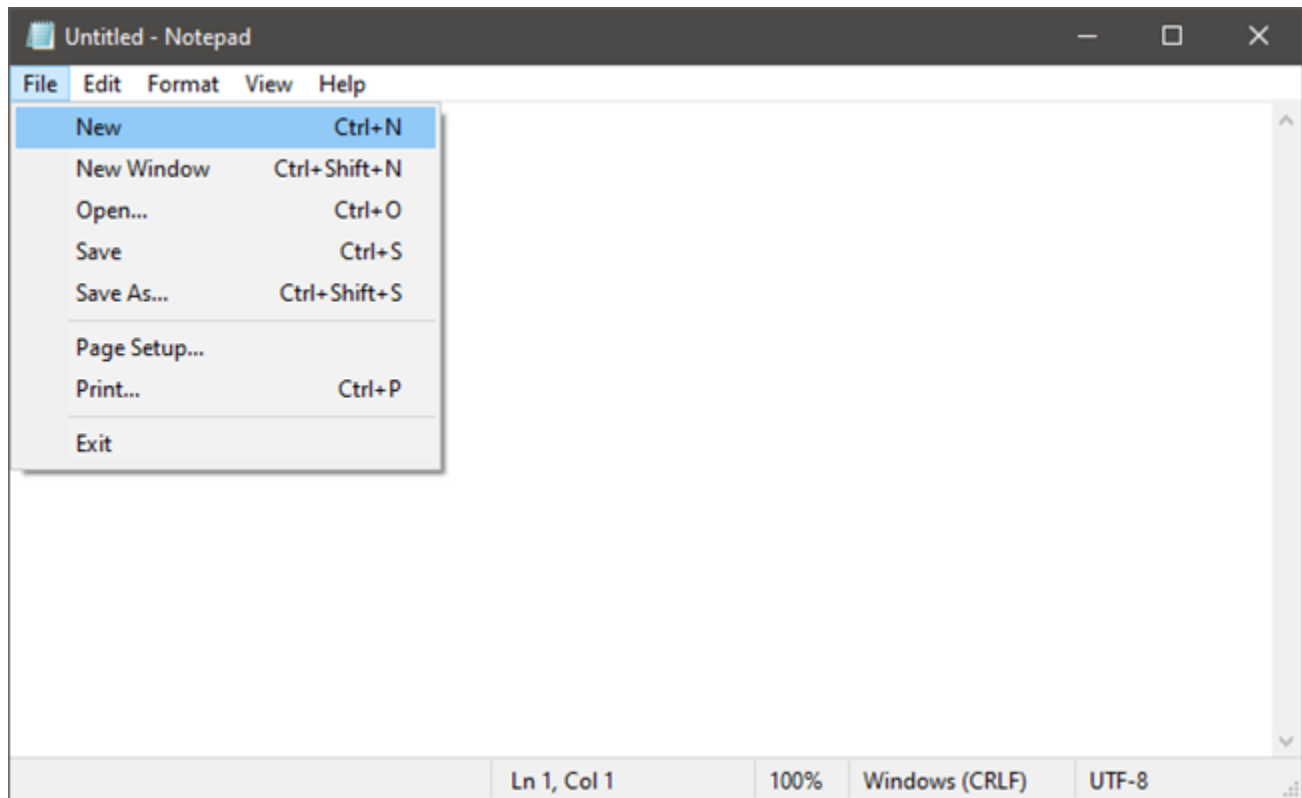 Untitled - Notepad
File Edit Format View Help
New Ctrl+N
New Window Ctrl+Shift+N
Open... Ctrl+O
Save Ctrl+S
Save As... Ctrl+Shift+S
Page Setup...
Print... Ctrl+P
Exit
Ln 1, Col 1 100% Windows (CRLF) UTF-8